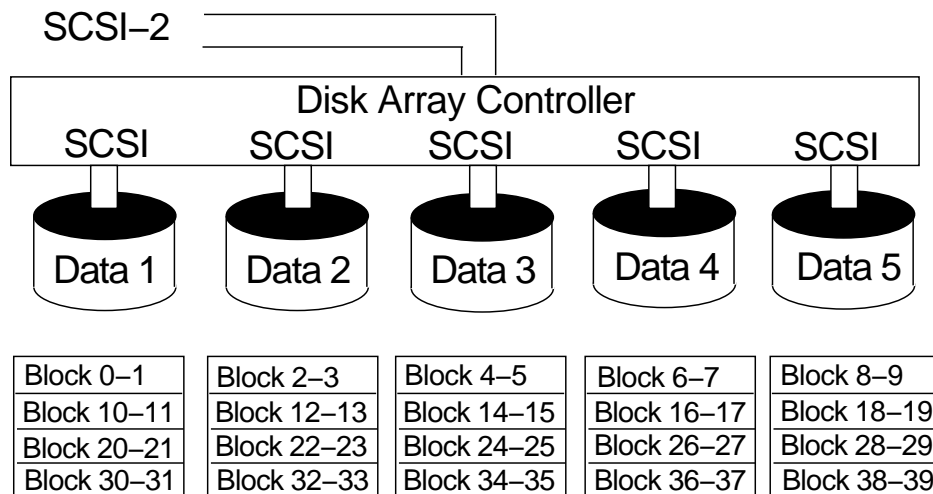 SCSI–2
Disk Array Controller
SCSI SCSI SCSI SCSI SCSI
Data 1 Data 2 Data 3 Data 4 Data 5
Block 0–1 Block 2–3 Block 4–5 Block 6–7 Block 8–9
Block 10–11 Block 12–13 Block 14–15 Block 16–17 Block 18–19
Block 20–21 Block 22–23 Block 24–25 Block 26–27 Block 28–29
Block 30–31 Block 32–33 Block 34–35 Block 36–37 Block 38–39